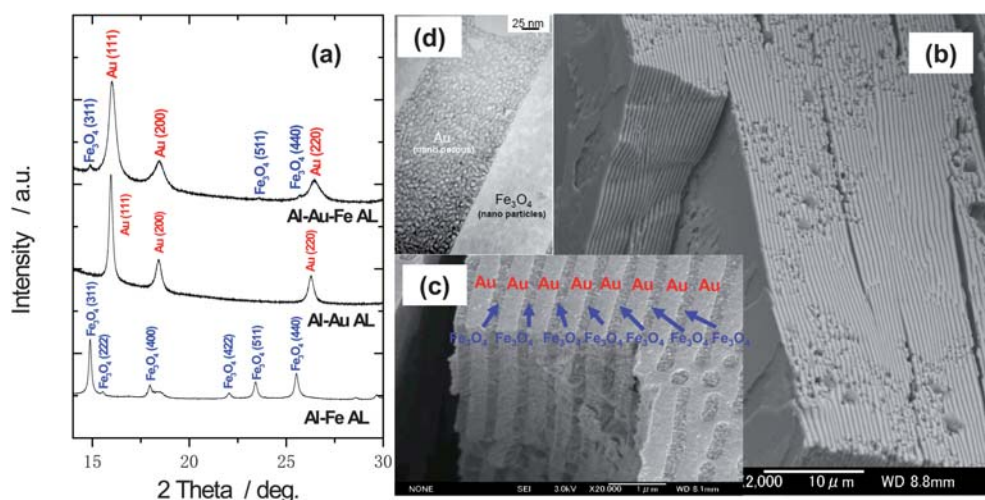 (a)
Intensity / a.u.
Fe3O4 (311)
Au (111)
Au (200)
Fe3O4 (511)
Fe3O4 (440)
Au (220)
Al-Au-Fe AL
Au (111)
Au (200)
Au (220)
Al-Au AL
Fe3O4 (311)
Fe3O4 (222)
Fe3O4 (400)
Fe3O4 (422)
Fe3O4 (511)
Fe3O4 (440)
Al-Fe AL
15 20 25 30
2 Theta / deg.
(d)
25 nm
Au
(nano porous)
Fe3O4
(nano particles)
(b)
2,000 10 μm WD 8.8mm
(c)
Au Au Au Au Au Au Au Au
Fe3O4 Fe3O4 Fe3O4 Fe3O4 Fe3O4 Fe3O4 Fe3O4
NONE SEI 3.0kV X20,000 1μm WD 8.1mm